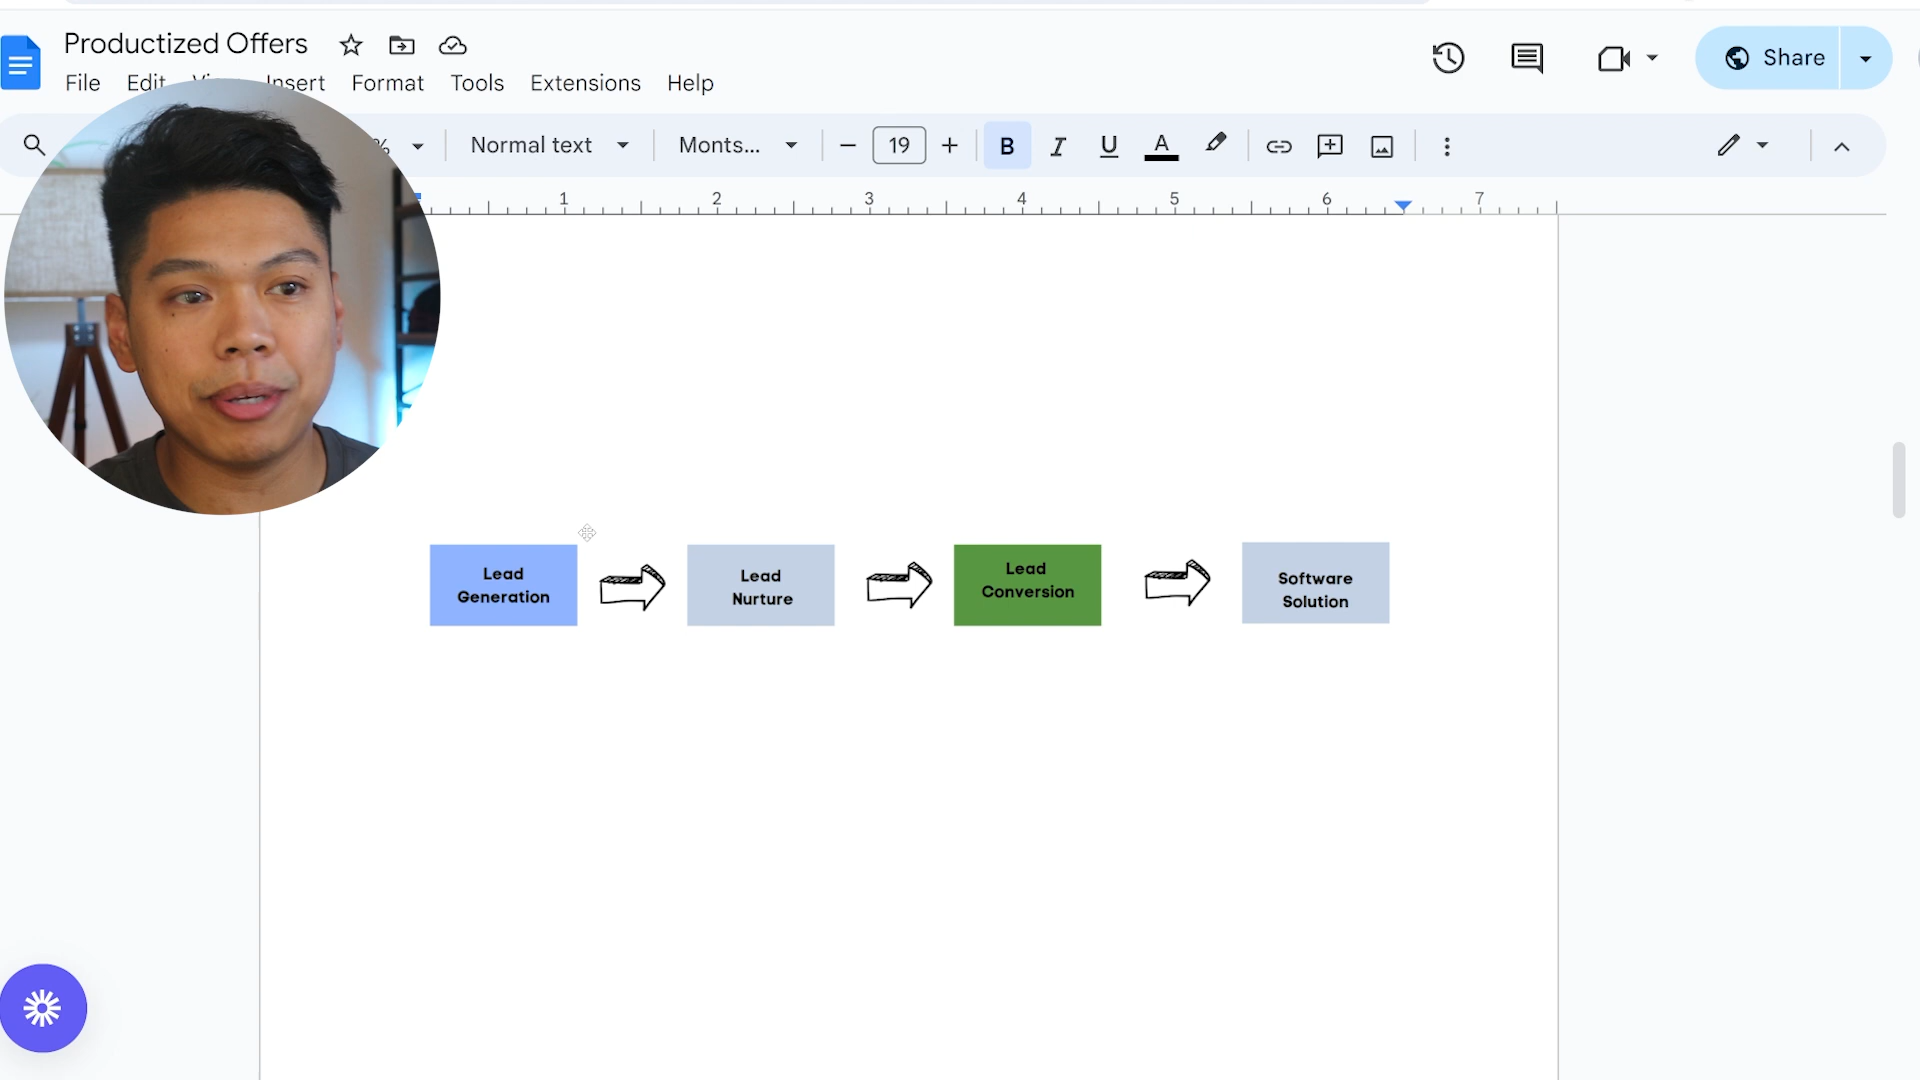 Productized Offers
File Edit Insert Format Tools Extensions Help
Share
% Normal text Monts... 19 B I U A
1 2 3 4 5 6 7
Lead
Generation
Lead
Nurture
Lead
Conversion
Software
Solution